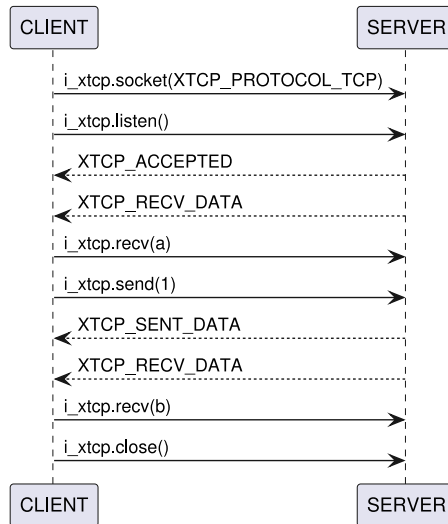 CLIENT
SERVER
i_xtcp.socket(XTCP_PROTOCOL_TCP)
i_xtcp.listen()
XTCP_ACCEPTED
XTCP_RECV_DATA
i_xtcp.recv(a)
i_xtcp.send(1)
XTCP_SENT_DATA
XTCP_RECV_DATA
i_xtcp.recv(b)
i_xtcp.close()
CLIENT
SERVER